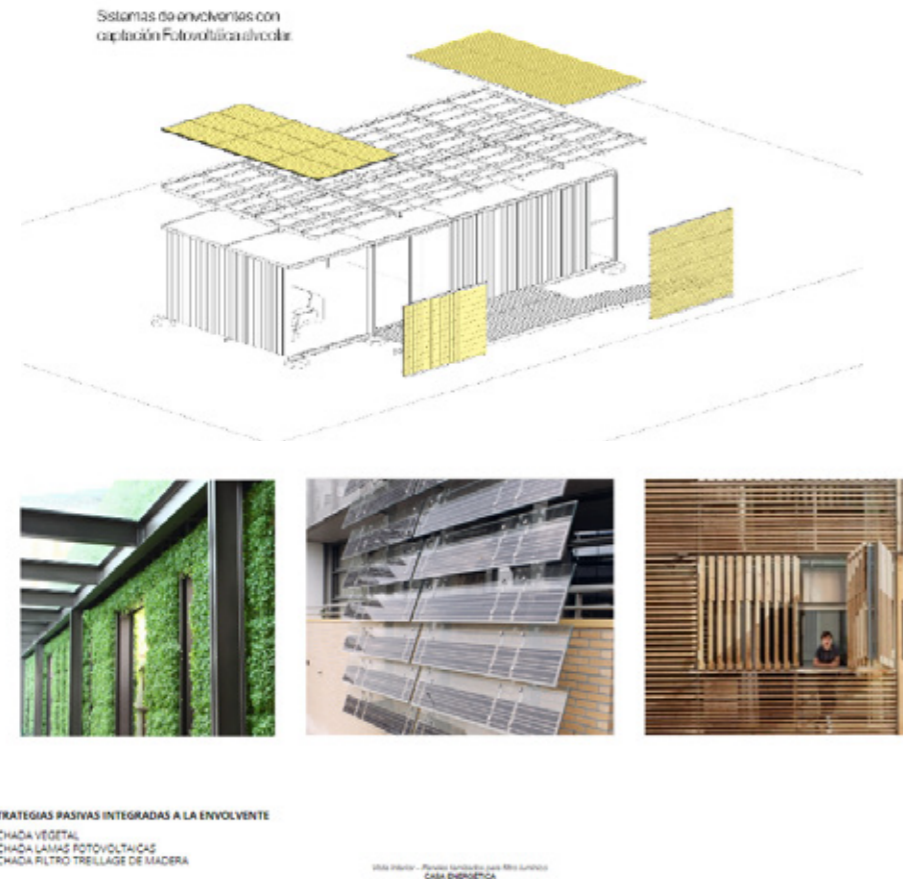 Sistemas de envolventes con
captación Fotovoltáica alveolar.
TRATEGIAS PASIVAS INTEGRADAS A LA ENVOLVENTE
CHADA VEGETAL
CHADA LAMAS FOTOVOLTAICAS
CHADA FILTRO TREILLAGE DE MADERA
CASA ENERGÉTICA